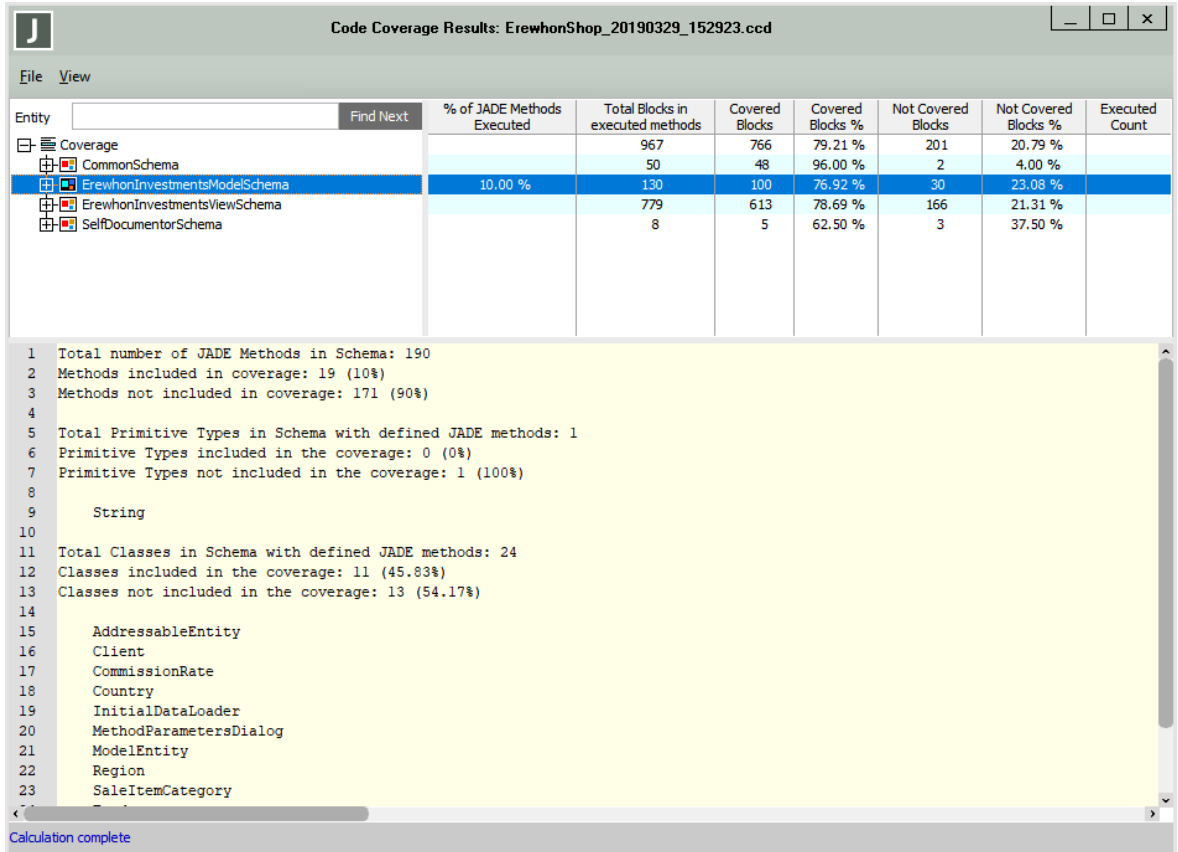 J
Code Coverage Results: ErewhonShop_20190329_152923.ccd
File View
Entity Find Next % of JADE Methods Executed Total Blocks in executed methods Covered Blocks Covered Blocks % Not Covered Blocks Not Covered Blocks % Executed Count
Coverage 967 766 79.21 % 201 20.79 %
CommonSchema 50 48 96.00 % 2 4.00 %
ErewhonInvestmentsModelSchema 10.00 % 130 100 76.92 % 30 23.08 %
ErewhonInvestmentsViewSchema 779 613 78.69 % 166 21.31 %
SelfDocumentorSchema 8 5 62.50 % 3 37.50 %
1 Total number of JADE Methods in Schema: 190
2 Methods included in coverage: 19 (10%)
3 Methods not included in coverage: 171 (90%)
4
5 Total Primitive Types in Schema with defined JADE methods: 1
6 Primitive Types included in the coverage: 0 (0%)
7 Primitive Types not included in the coverage: 1 (100%)
8
9 String
10
11 Total Classes in Schema with defined JADE methods: 24
12 Classes included in the coverage: 11 (45.83%)
13 Classes not included in the coverage: 13 (54.17%)
14
15 AddressableEntity
16 Client
17 CommissionRate
18 Country
19 InitialDataLoader
20 MethodParametersDialog
21 ModelEntity
22 Region
23 SaleItemCategory
Calculation complete